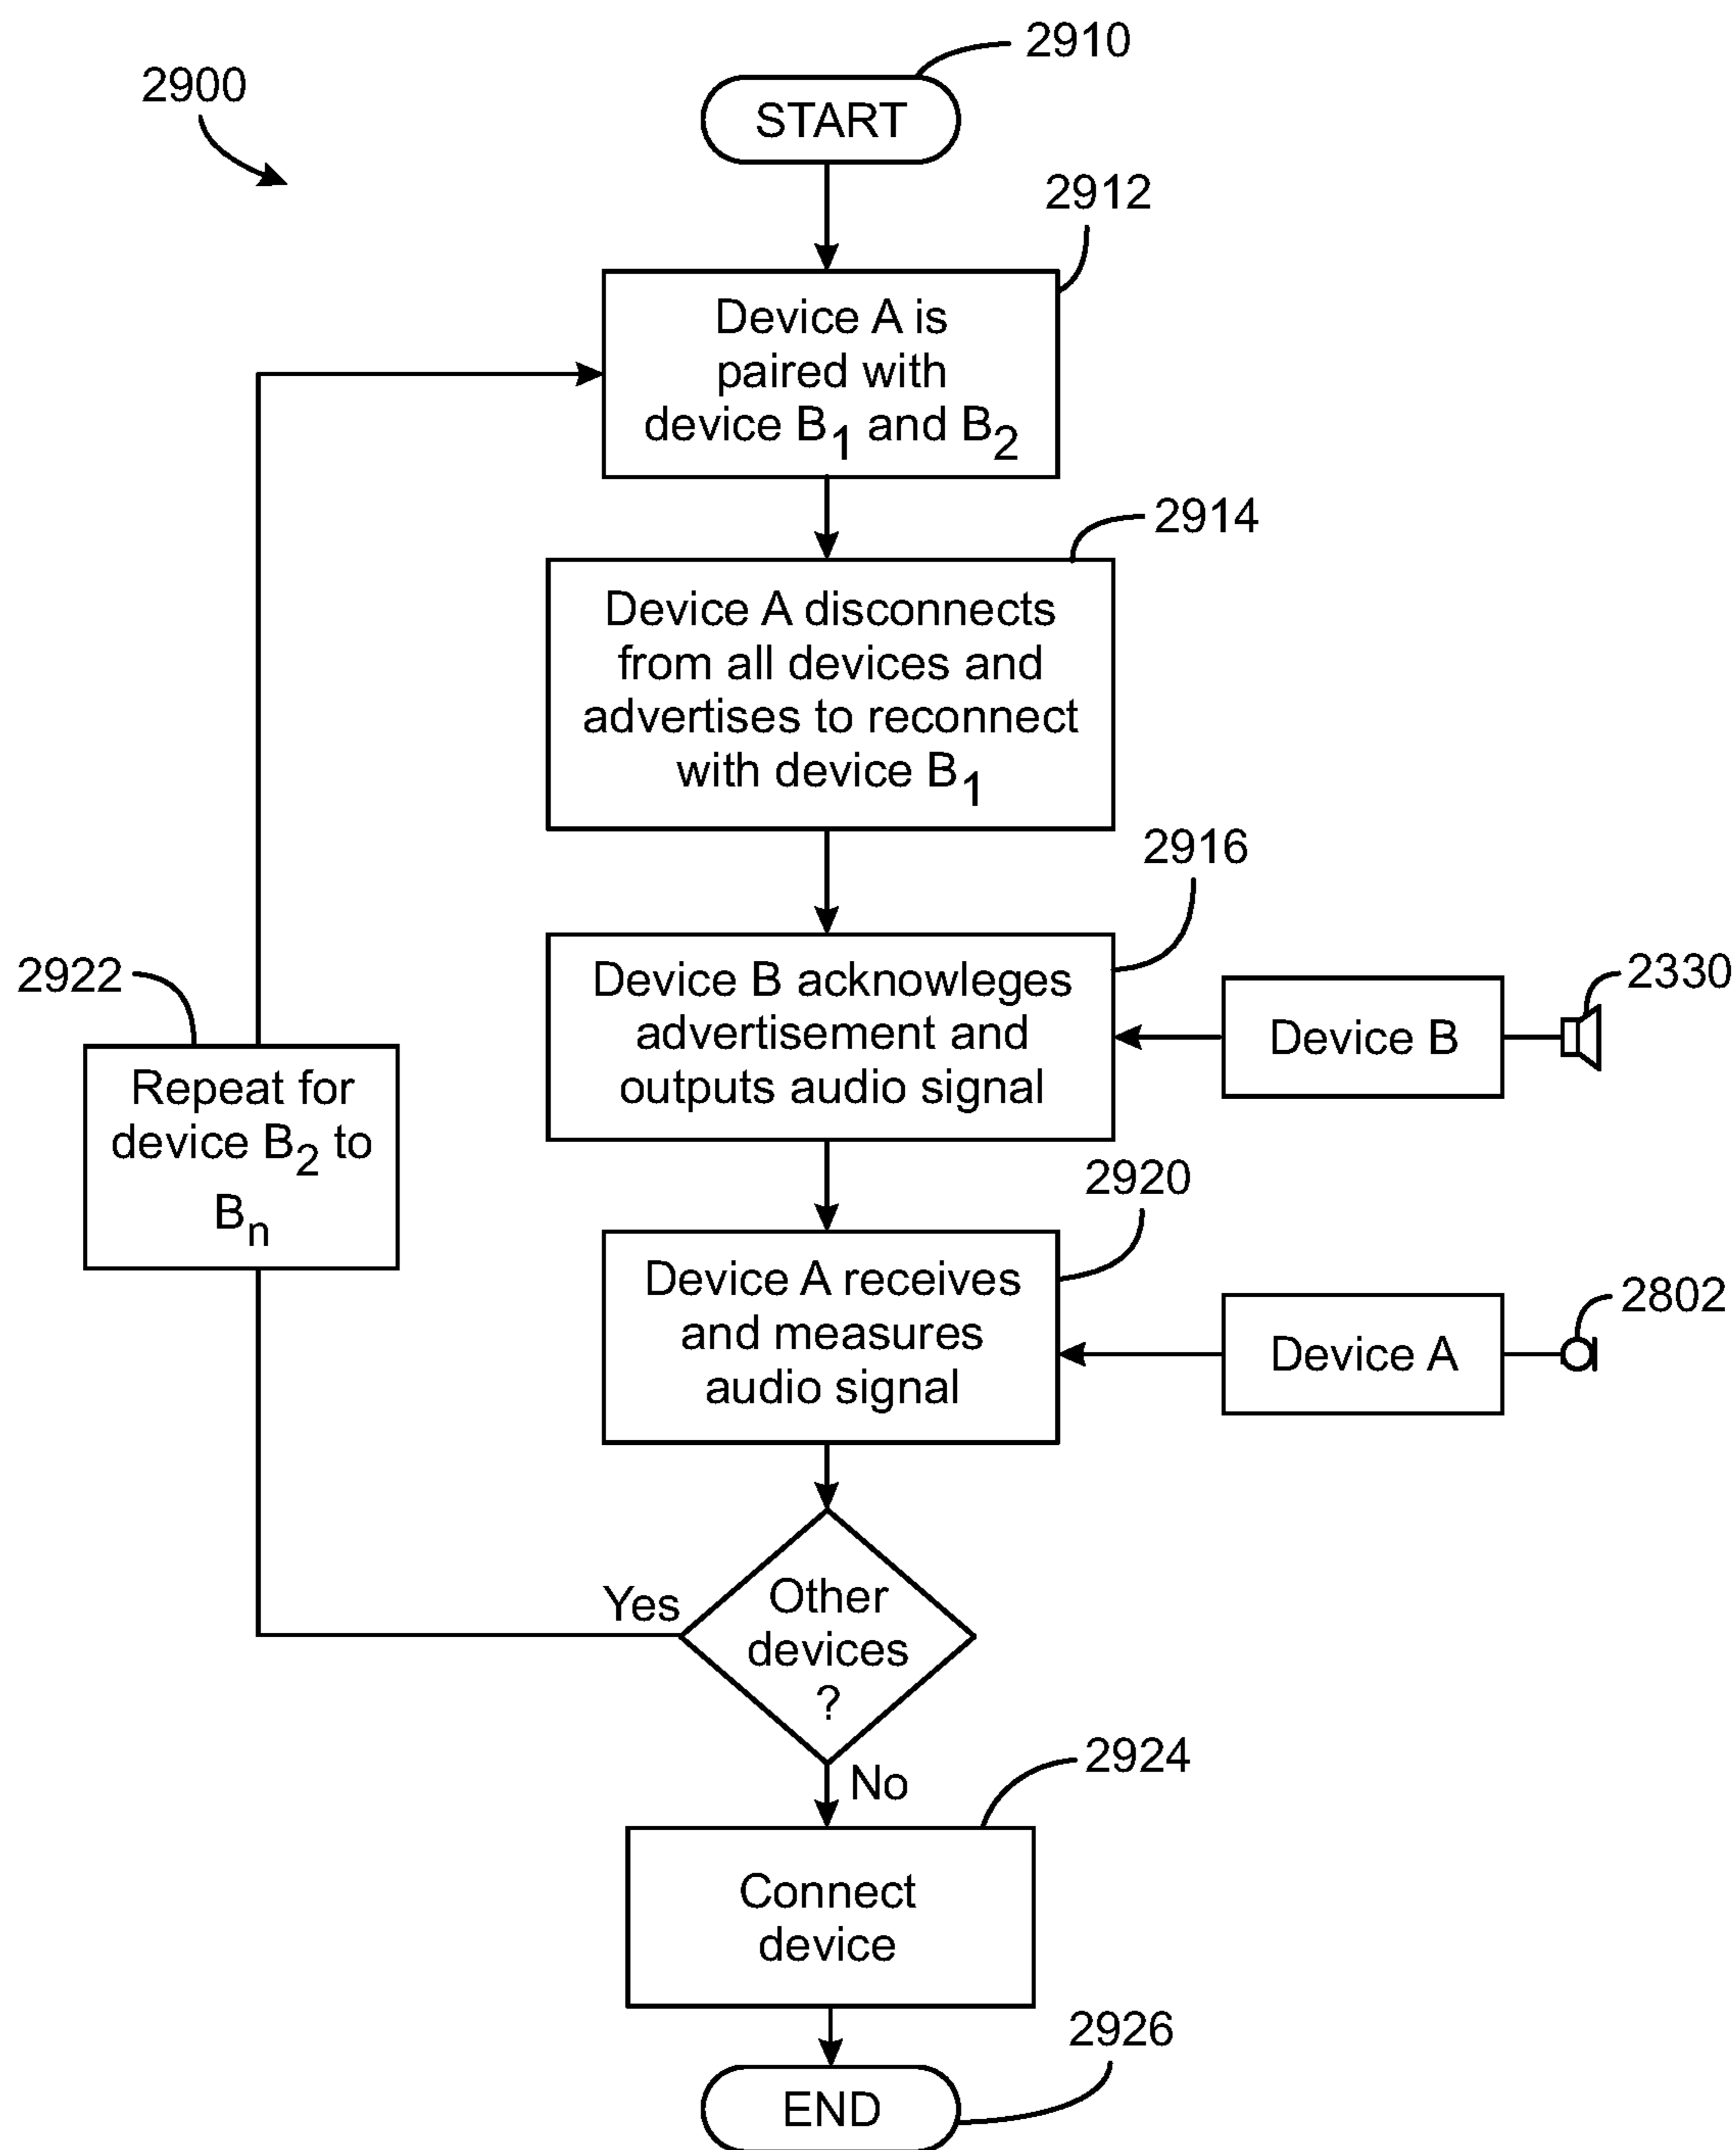 2910
2900
START
2912
Device A is
paired with
device B1 and B2
2914
Device A disconnects
from all devices and
advertises to reconnect
with device B1
2916
Device B acknowleges
advertisement and
outputs audio signal
Device B
2330
2922
Repeat for
device B2 to
Bn
2920
Device A receives
and measures
audio signal
Device A
2802
Other
devices
?
Yes
No
2924
Connect
device
2926
END